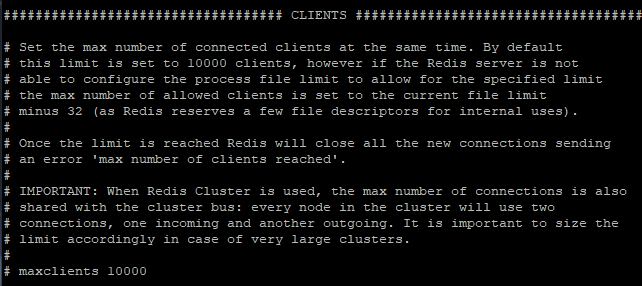 ################################### CLIENTS ####################################
# Set the max number of connected clients at the same time. By default
# this limit is set to 10000 clients, however if the Redis server is not
# able to configure the process file limit to allow for the specified limit
# the max number of allowed clients is set to the current file limit
# minus 32 (as Redis reserves a few file descriptors for internal uses).
#
# Once the limit is reached Redis will close all the new connections sending
# an error 'max number of clients reached'.
#
# IMPORTANT: When Redis Cluster is used, the max number of connections is also
# shared with the cluster bus: every node in the cluster will use two
# connections, one incoming and another outgoing. It is important to size the
# limit accordingly in case of very large clusters.
#
# maxclients 10000